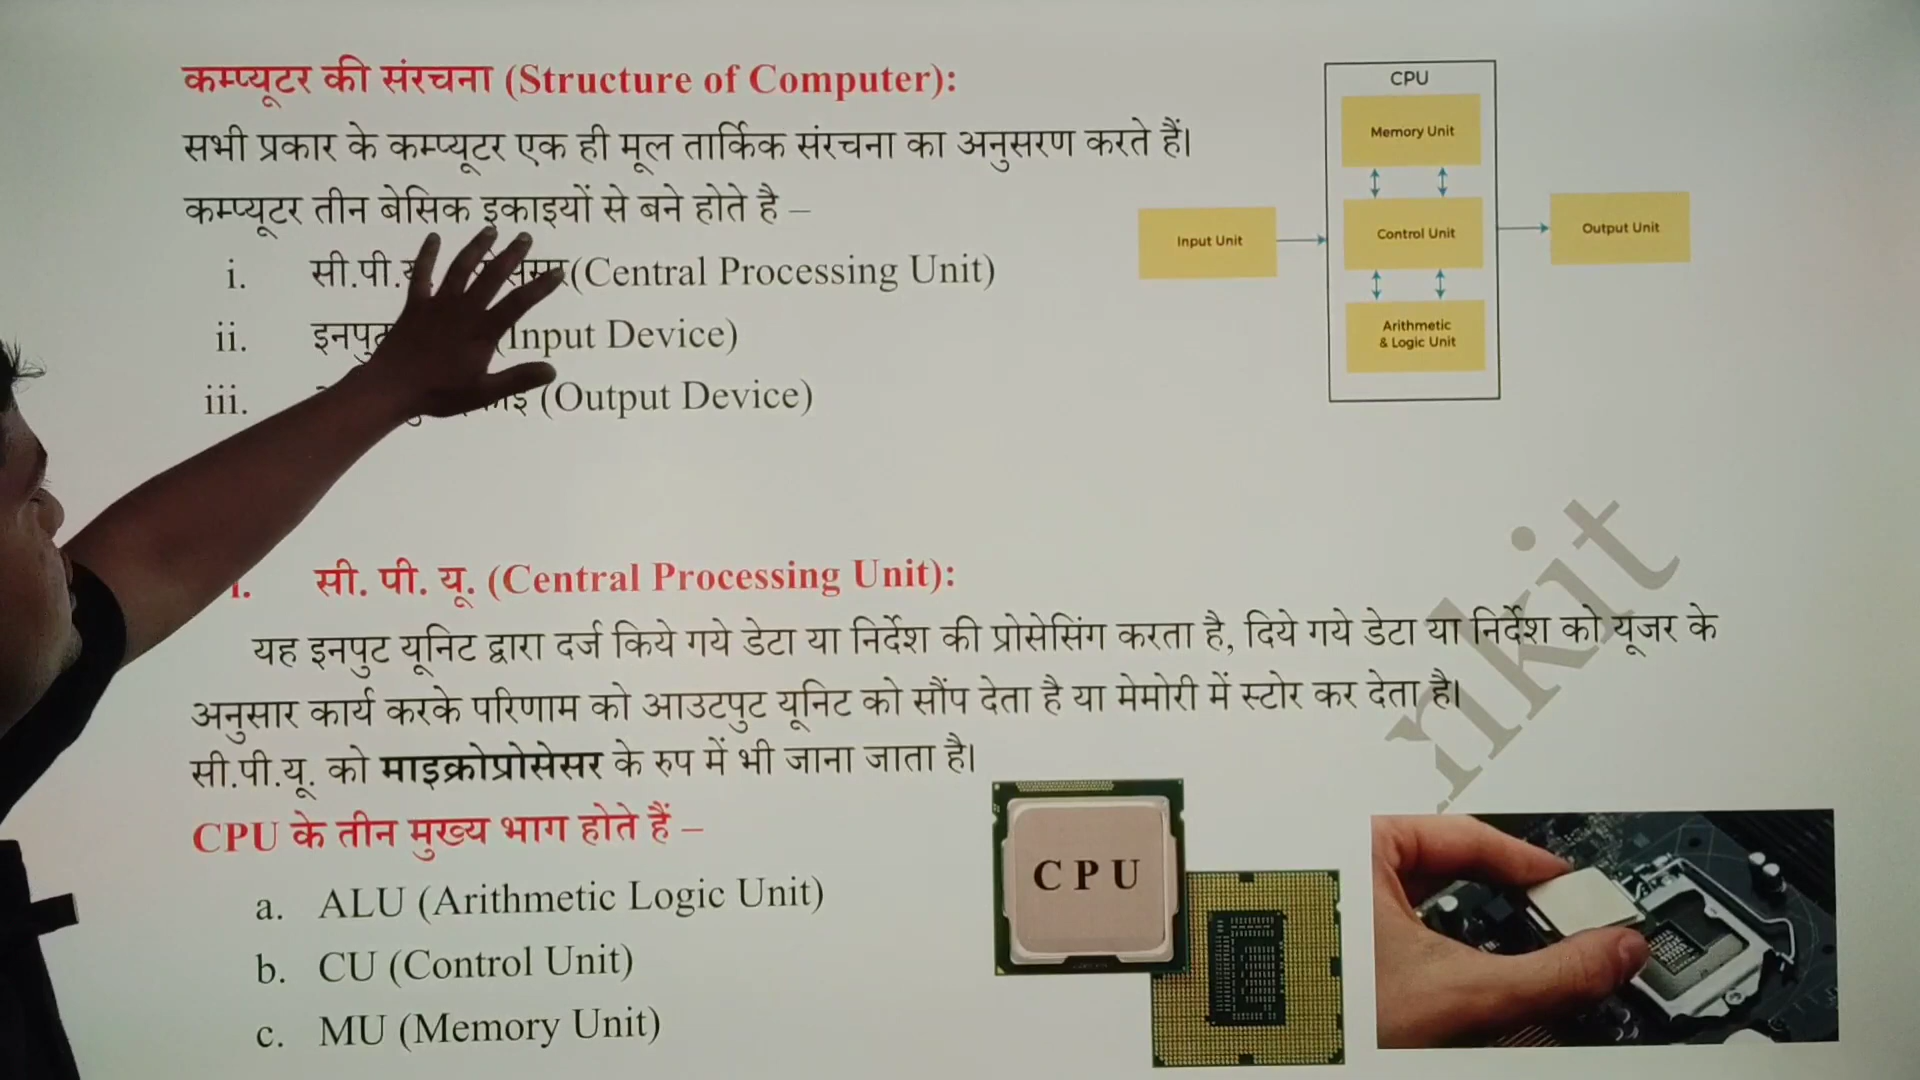 कम्प्यूटर की संरचना (Structure of Computer):
सभी प्रकार के कम्प्यूटर एक ही मूल तार्किक संरचना का अनुसरण करते हैं।
कम्प्यूटर तीन बेसिक इकाइयों से बने होते है –
i. सी.पी.यू. (Central Processing Unit)
ii. (Input Device)
iii. (Output Device)
CPU
Memory Unit
Input Unit
Control Unit
Output Unit
Arithmetic
& Logic Unit
सी. पी. यू. (Central Processing Unit):
यह इनपुट यूनिट द्वारा दर्ज किये गये डेटा या निर्देश की प्रोसेसिंग करता है, दिये गये डेटा या निर्देश को यूजर के
अनुसार कार्य करके परिणाम को आउटपुट यूनिट को सौंप देता है या मेमोरी में स्टोर कर देता है।
सी.पी.यू. को माइक्रोप्रोसेसर के रुप में भी जाना जाता है।
CPU के तीन मुख्य भाग होते हैं –
a. ALU (Arithmetic Logic Unit)
b. CU (Control Unit)
c. MU (Memory Unit)
CPU